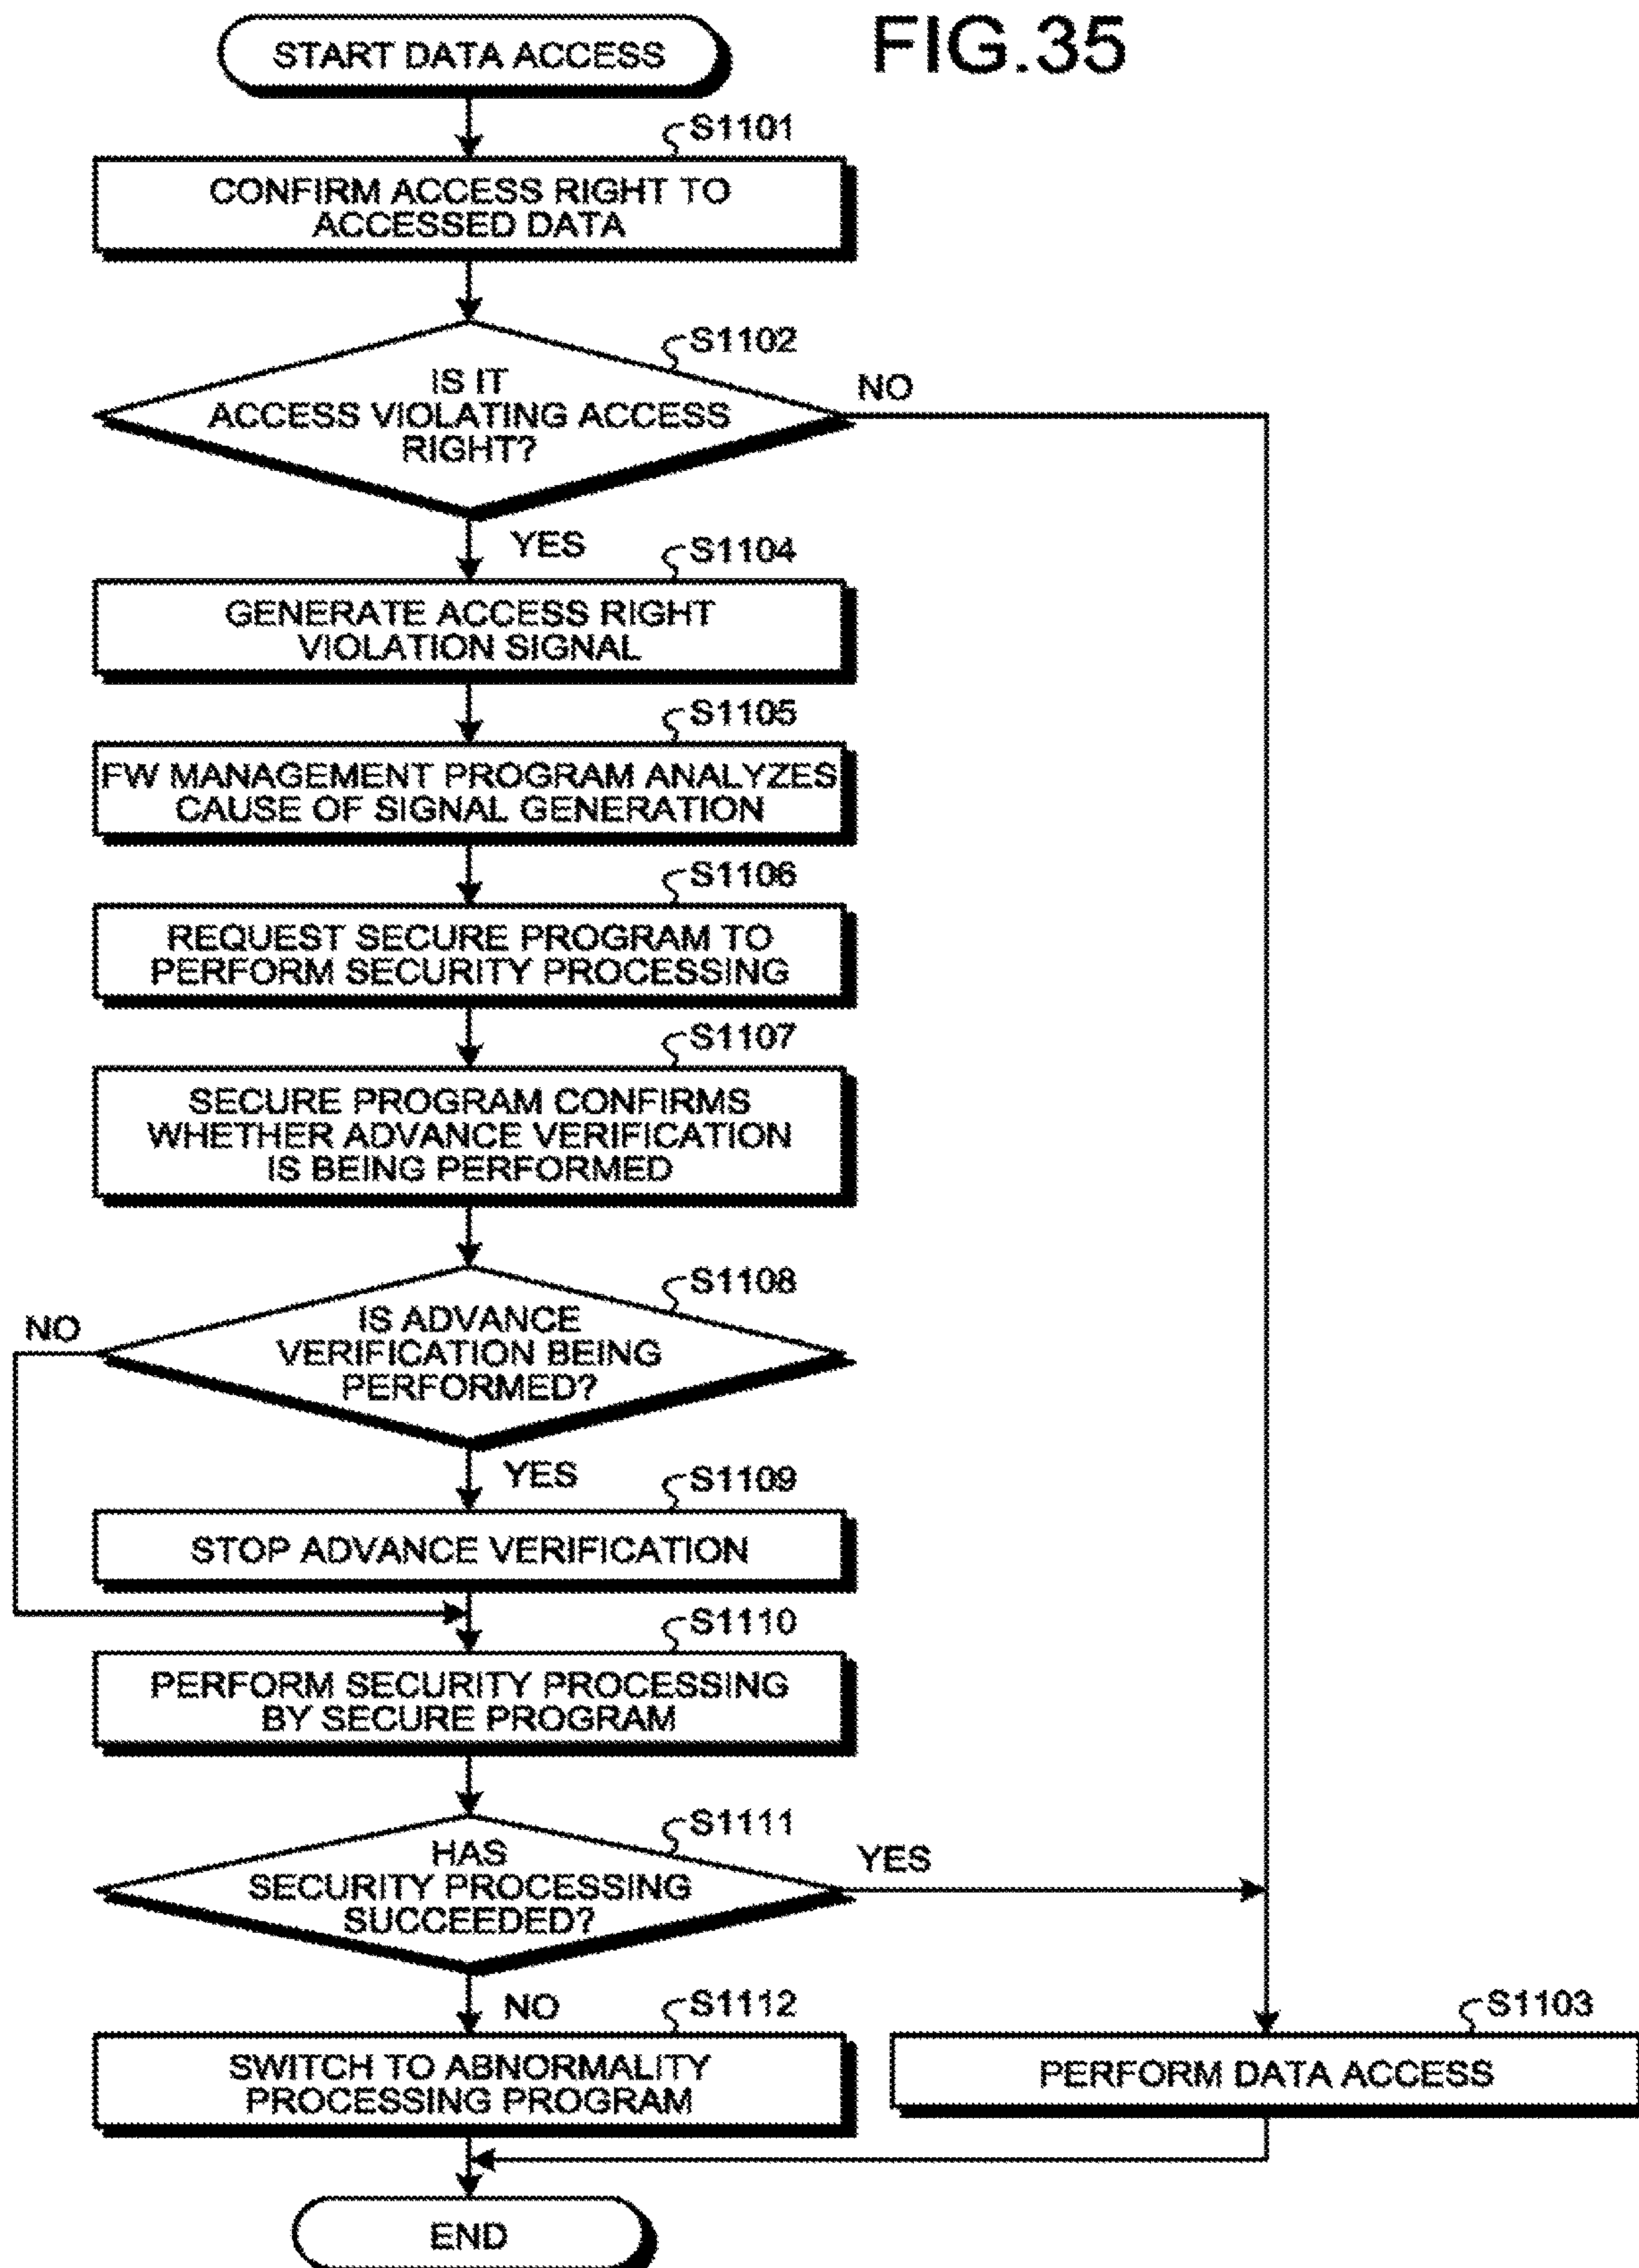 START DATA ACCESS
FIG.35
S1101
CONFIRM ACCESS RIGHT TO
ACCESSED DATA
S1102
IS IT
ACCESS VIOLATING ACCESS
RIGHT?
NO
YES
S1104
GENERATE ACCESS RIGHT
VIOLATION SIGNAL
S1105
FW MANAGEMENT PROGRAM ANALYZES
CAUSE OF SIGNAL GENERATION
S1106
REQUEST SECURE PROGRAM TO
PERFORM SECURITY PROCESSING
S1107
SECURE PROGRAM CONFIRMS
WHETHER ADVANCE VERIFICATION
IS BEING PERFORMED
S1108
NO
IS ADVANCE
VERIFICATION BEING
PERFORMED?
YES
S1109
STOP ADVANCE VERIFICATION
S1110
PERFORM SECURITY PROCESSING
BY SECURE PROGRAM
S1111
HAS
SECURITY PROCESSING
SUCCEEDED?
YES
NO
S1112
SWITCH TO ABNORMALITY
PROCESSING PROGRAM
S1103
PERFORM DATA ACCESS
END